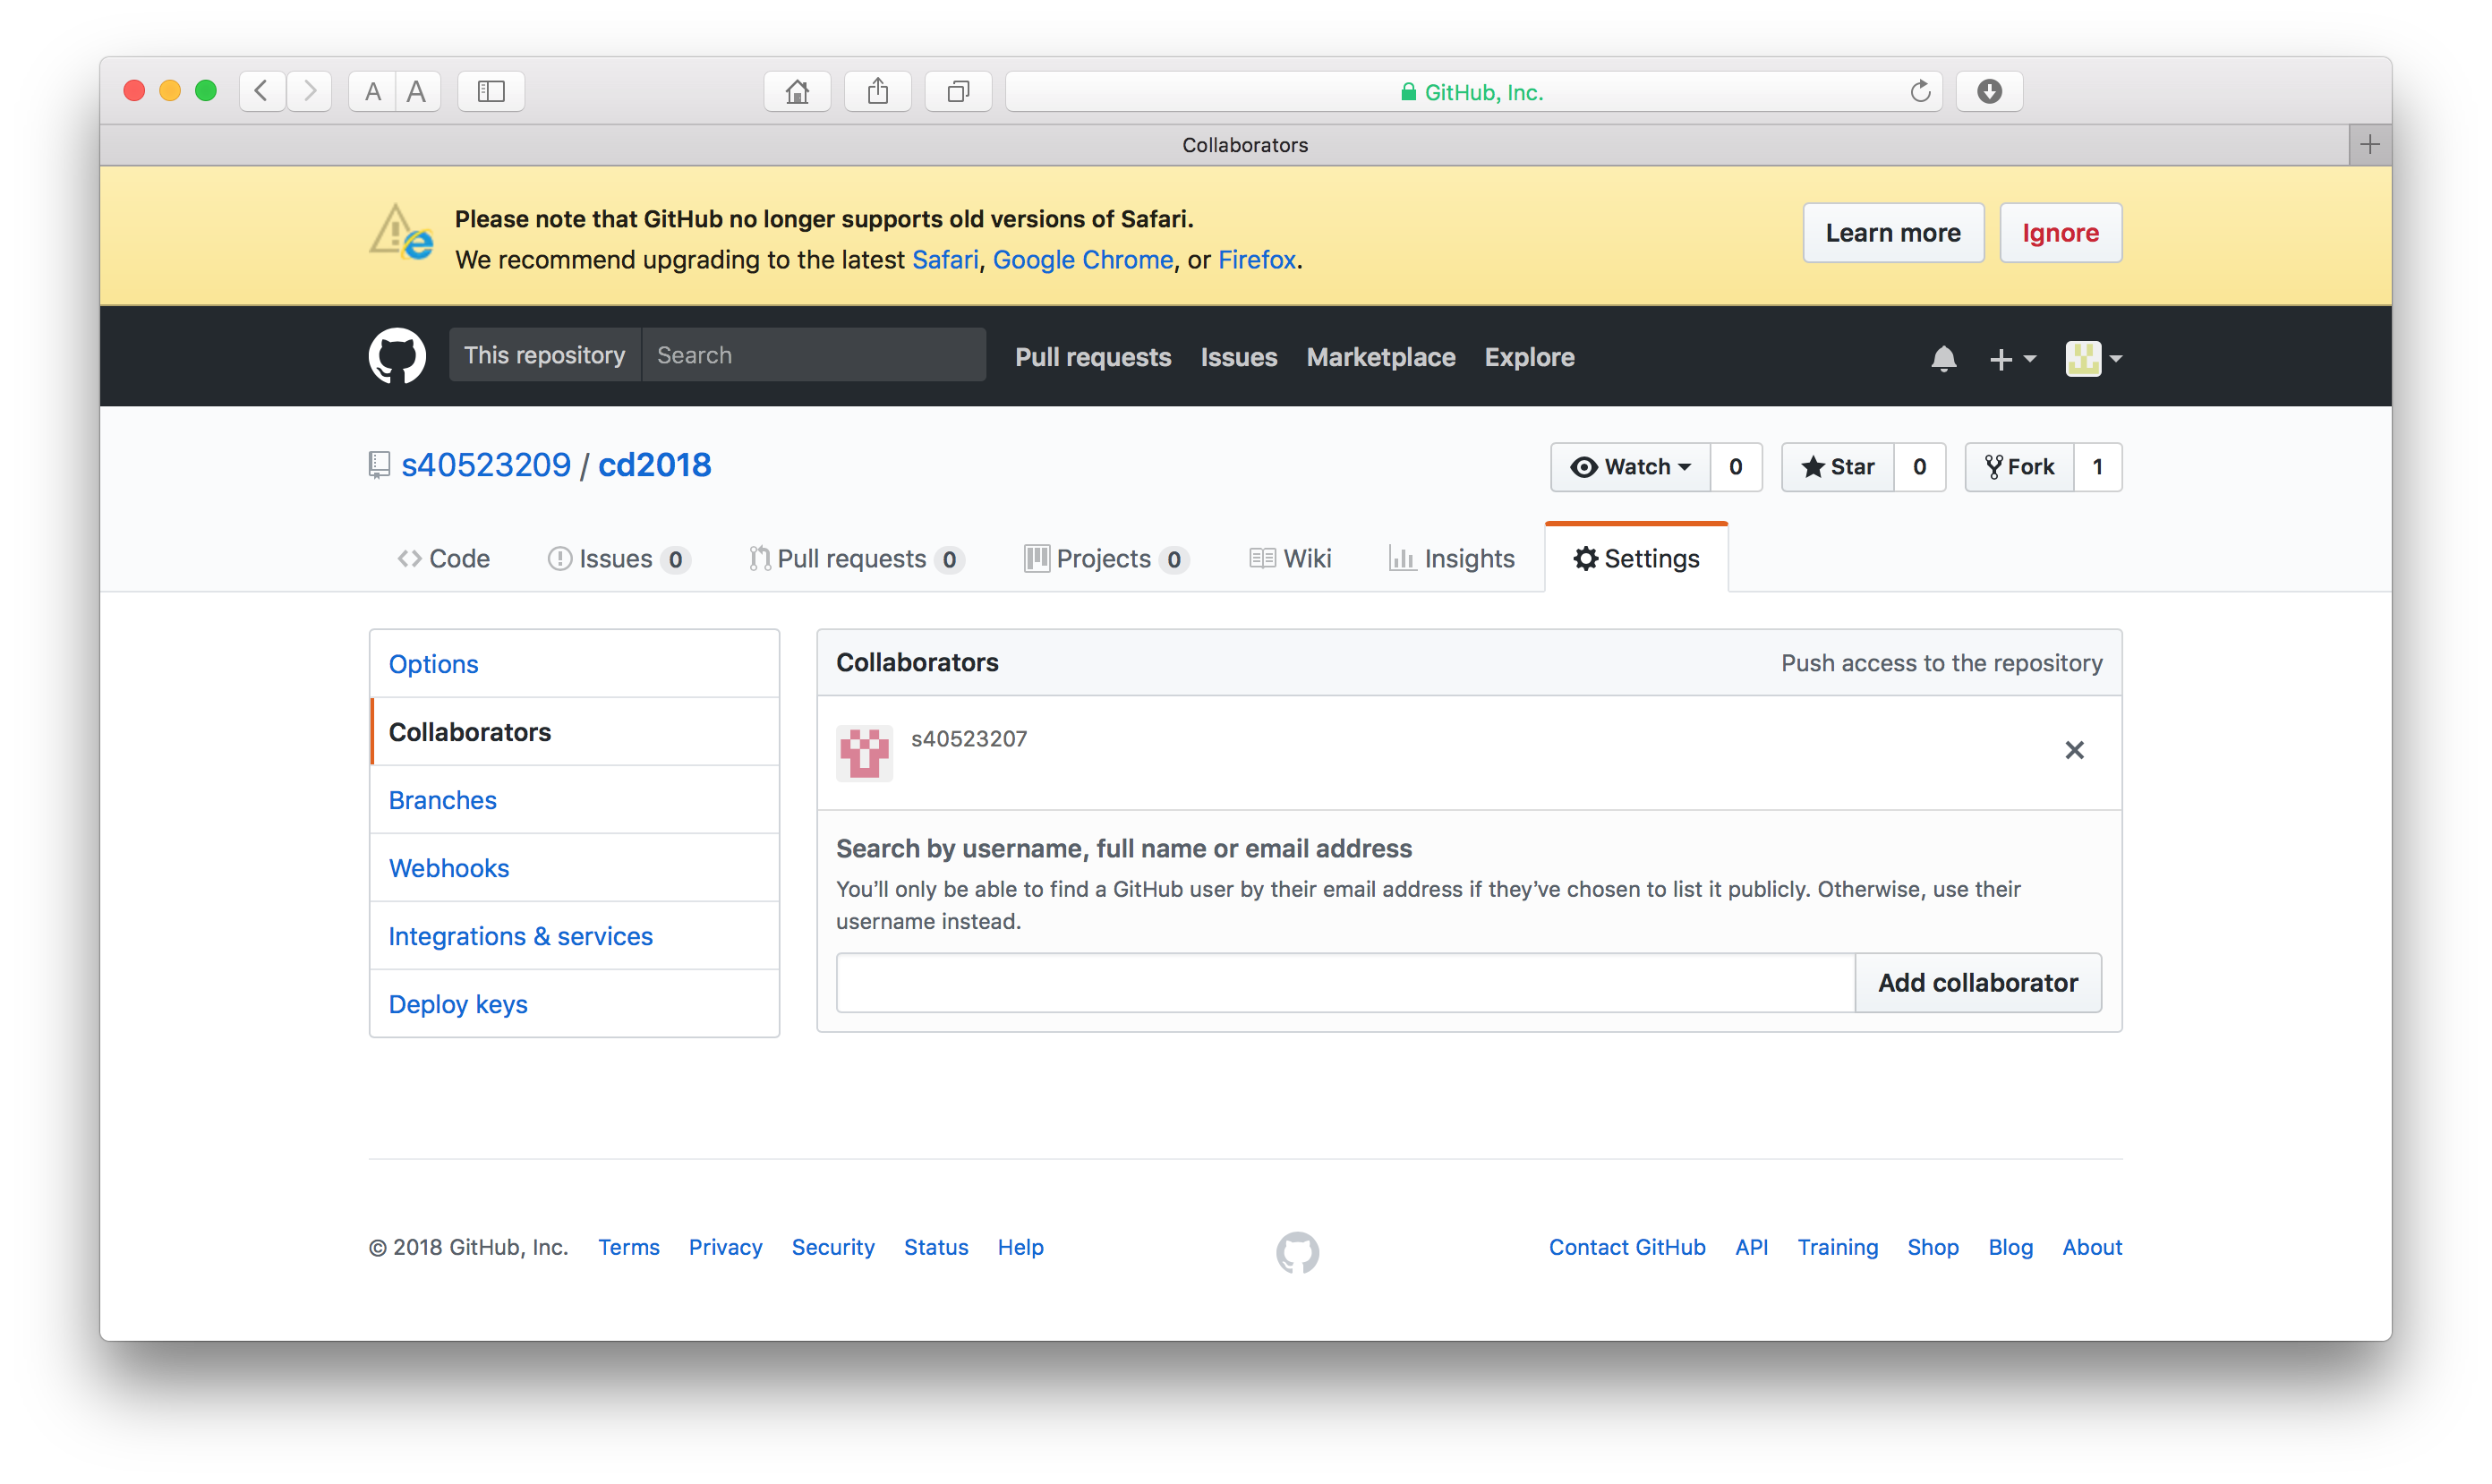 A A GitHub, Inc.
Collaborators
Please note that GitHub no longer supports old versions of Safari.
We recommend upgrading to the latest Safari, Google Chrome, or Firefox.
Learn more Ignore
This repository Search Pull requests Issues Marketplace Explore
s40523209 / cd2018
Watch 0 Star 0 Fork 1
Code Issues 0 Pull requests 0 Projects 0 Wiki Insights Settings
Options
Collaborators
Branches
Webhooks
Integrations & services
Deploy keys
Collaborators Push access to the repository
s40523207
Search by username, full name or email address
You’ll only be able to find a GitHub user by their email address if they’ve chosen to list it publicly. Otherwise, use their
username instead.
Add collaborator
© 2018 GitHub, Inc. Terms Privacy Security Status Help
Contact GitHub API Training Shop Blog About